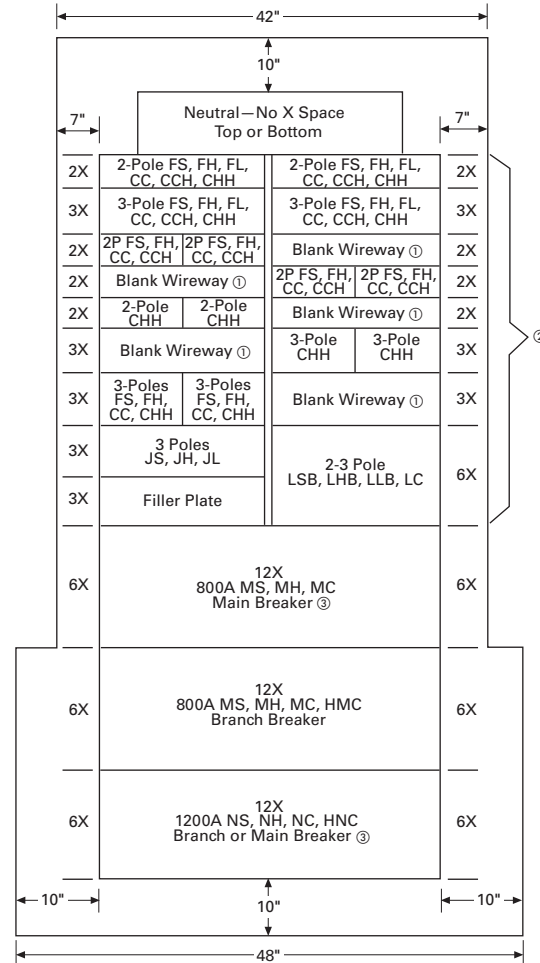 42"
10"
Neutral—No X Space
Top or Bottom
7"
7"
2X
2-Pole FS, FH, FL,
CC, CCH, CHH
2-Pole FS, FH, FL,
CC, CCH, CHH
2X
3X
3-Pole FS, FH, FL,
CC, CCH, CHH
3-Pole FS, FH, FL,
CC, CCH, CHH
3X
2X
2P FS, FH,
CC, CCH
2P FS, FH,
CC, CCH
Blank Wireway ①
2X
2X
Blank Wireway ①
2P FS, FH,
CC, CCH
2P FS, FH,
CC, CCH
2X
2X
2-Pole
CHH
2-Pole
CHH
Blank Wireway ①
2X
②
3X
Blank Wireway ①
3-Pole
CHH
3-Pole
CHH
3X
3X
3-Poles
FS, FH,
CC, CHH
3-Poles
FS, FH,
CC, CHH
Blank Wireway ①
3X
3X
3 Poles
JS, JH, JL
2-3 Pole
LSB, LHB, LLB, LC
6X
3X
Filler Plate
6X
12X
800A MS, MH, MC
Main Breaker ③
6X
6X
12X
800A MS, MH, MC, HMC
Branch Breaker
6X
6X
12X
1200A NS, NH, NC, HNC
Branch or Main Breaker ③
6X
10"
10"
10"
48"